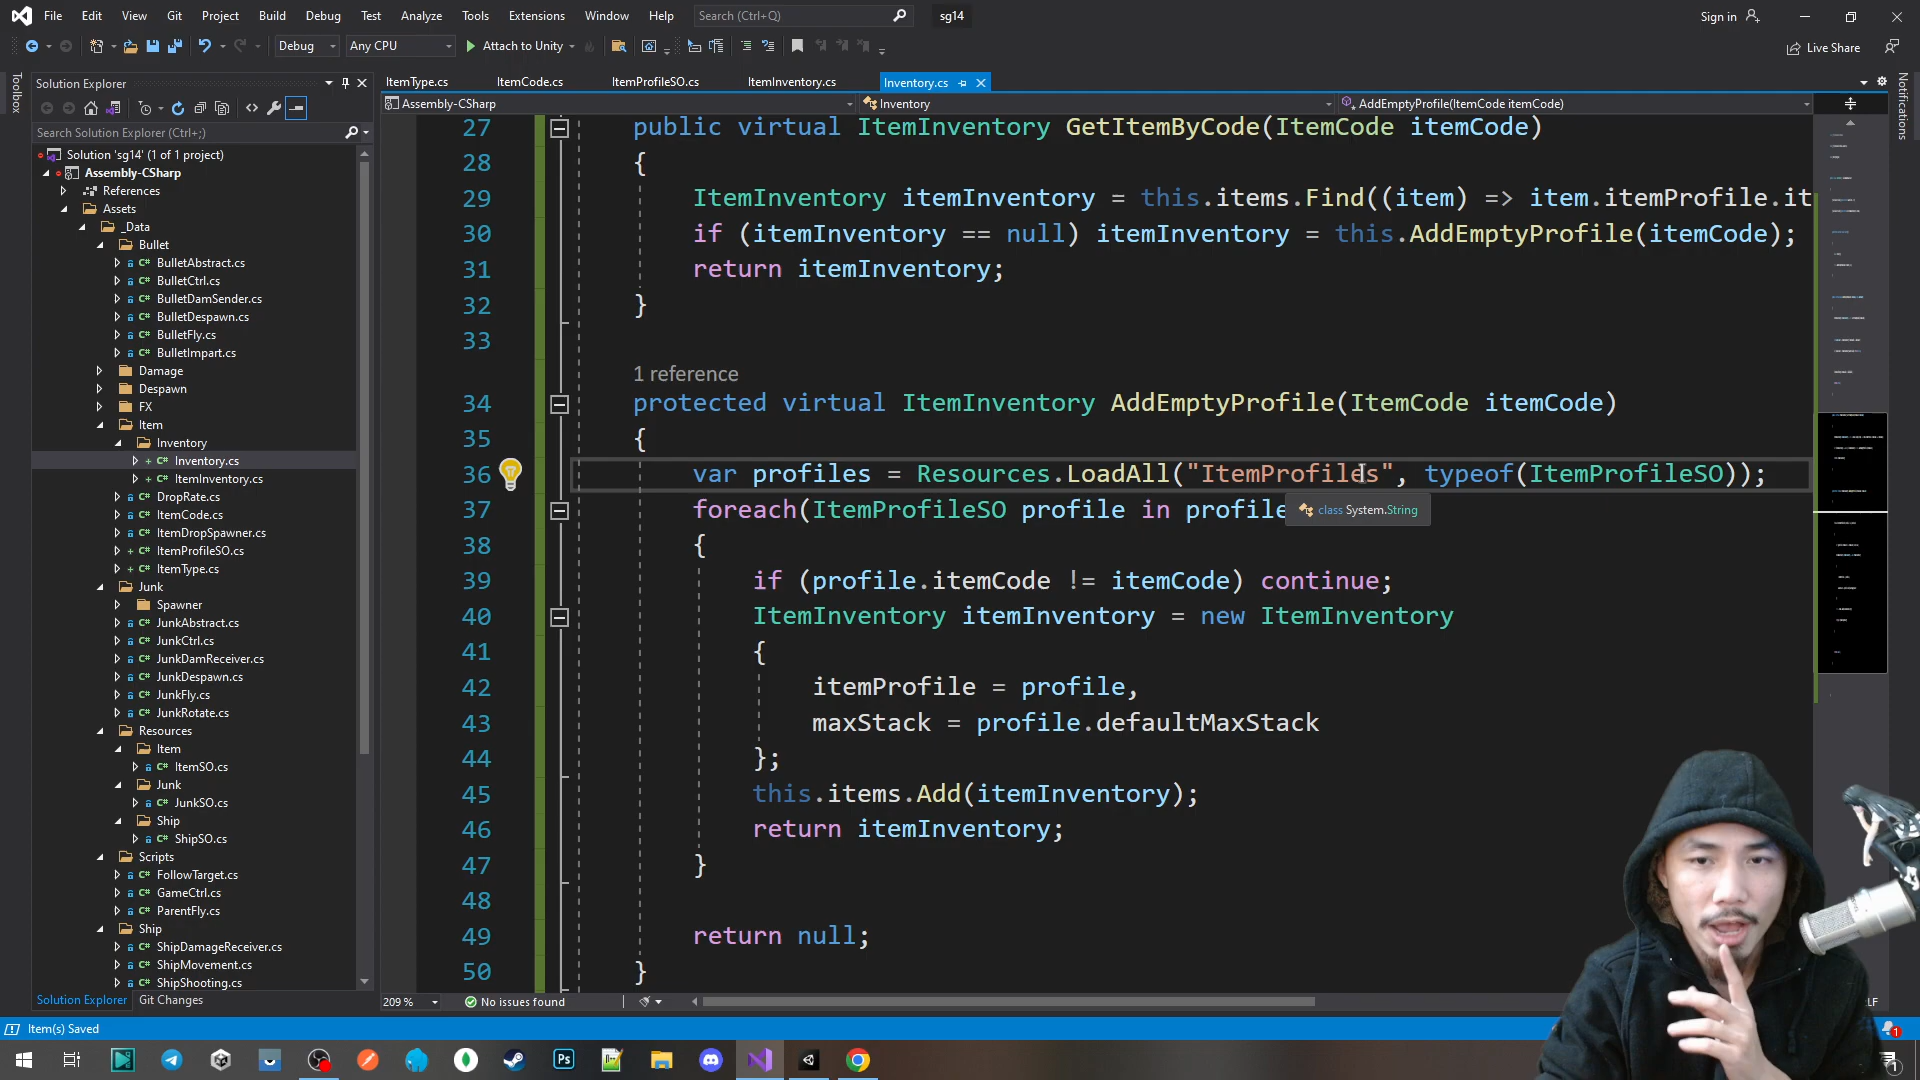 File Edit View Git Project Build Debug Test Analyze Tools Extensions Window Help Search (Ctrl+Q) sg14 Sign in
Debug Any CPU Attach to Unity Live Share
Toolbox
Solution Explorer
Search Solution Explorer (Ctrl+;)
Solution 'sg14' (1 of 1 project)
Assembly-CSharp
References
Assets
_Data
Bullet
C# BulletAbstract.cs
C# BulletCtrl.cs
C# BulletDamSender.cs
C# BulletDespawn.cs
C# BulletFly.cs
C# BulletImpart.cs
Damage
Despawn
FX
Item
Inventory
+ C# Inventory.cs
+ C# ItemInventory.cs
C# DropRate.cs
C# ItemCode.cs
C# ItemDropSpawner.cs
+ C# ItemProfileSO.cs
+ C# ItemType.cs
Junk
Spawner
C# JunkAbstract.cs
C# JunkCtrl.cs
C# JunkDamReceiver.cs
C# JunkDespawn.cs
C# JunkFly.cs
C# JunkRotate.cs
Resources
Item
C# ItemSO.cs
Junk
C# JunkSO.cs
Ship
C# ShipSO.cs
Scripts
C# FollowTarget.cs
C# GameCtrl.cs
C# ParentFly.cs
Ship
C# ShipDamageReceiver.cs
C# ShipMovement.cs
C# ShipShooting.cs
Solution Explorer Git Changes
ItemType.cs ItemCode.cs ItemProfileSO.cs ItemInventory.cs Inventory.cs
Assembly-CSharp Inventory AddEmptyProfile(ItemCode itemCode)
27 public virtual ItemInventory GetItemByCode(ItemCode itemCode)
28 {
29 ItemInventory itemInventory = this.items.Find((item) => item.itemProfile.it
30 if (itemInventory == null) itemInventory = this.AddEmptyProfile(itemCode);
31 return itemInventory;
32 }
33
1 reference
34 protected virtual ItemInventory AddEmptyProfile(ItemCode itemCode)
35 {
36 var profiles = Resources.LoadAll("ItemProfiles", typeof(ItemProfileSO));
37 foreach(ItemProfileSO profile in profile
class System.String
38 {
39 if (profile.itemCode != itemCode) continue;
40 ItemInventory itemInventory = new ItemInventory
41 {
42 itemProfile = profile,
43 maxStack = profile.defaultMaxStack
44 };
45 this.items.Add(itemInventory);
46 return itemInventory;
47 }
48
49 return null;
50 }
209 % No issues found
Notifications
Item(s) Saved
Ps
1
1